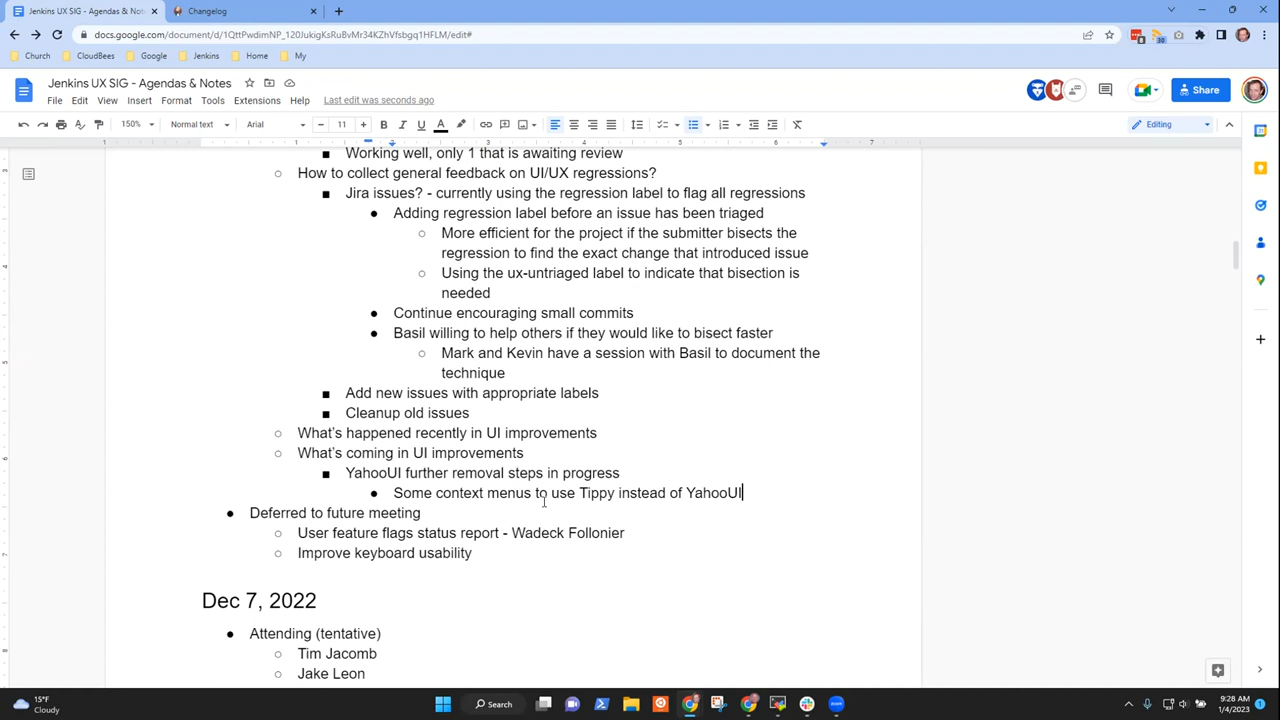 Jenkins UX SIG - Agendas & Notes
Changelog
docs.google.com/document/d/1QttPwdimNP_120JukigKsRuBvMr34KZhVfsbgq1HFLM/edit#
Church CloudBees Google Jenkins Home My
Jenkins UX SIG - Agendas & Notes
File Edit View Insert Format Tools Extensions Help Last edit was seconds ago
Share
150% Normal text Arial 11 Editing
1 1 2 3 4 5 6 7
Working well, only 1 that is awaiting review
How to collect general feedback on UI/UX regressions?
Jira issues? - currently using the regression label to flag all regressions
Adding regression label before an issue has been triaged
More efficient for the project if the submitter bisects the
regression to find the exact change that introduced issue
Using the ux-untriaged label to indicate that bisection is
needed
Continue encouraging small commits
Basil willing to help others if they would like to bisect faster
Mark and Kevin have a session with Basil to document the
technique
Add new issues with appropriate labels
Cleanup old issues
What's happened recently in UI improvements
What's coming in UI improvements
YahooUI further removal steps in progress
Some context menus to use Tippy instead of YahooUI
Deferred to future meeting
User feature flags status report - Wadeck Follonier
Improve keyboard usability
Dec 7, 2022
Attending (tentative)
Tim Jacomb
Jake Leon
15°F
Cloudy
Search
9:28 AM
1/4/2023